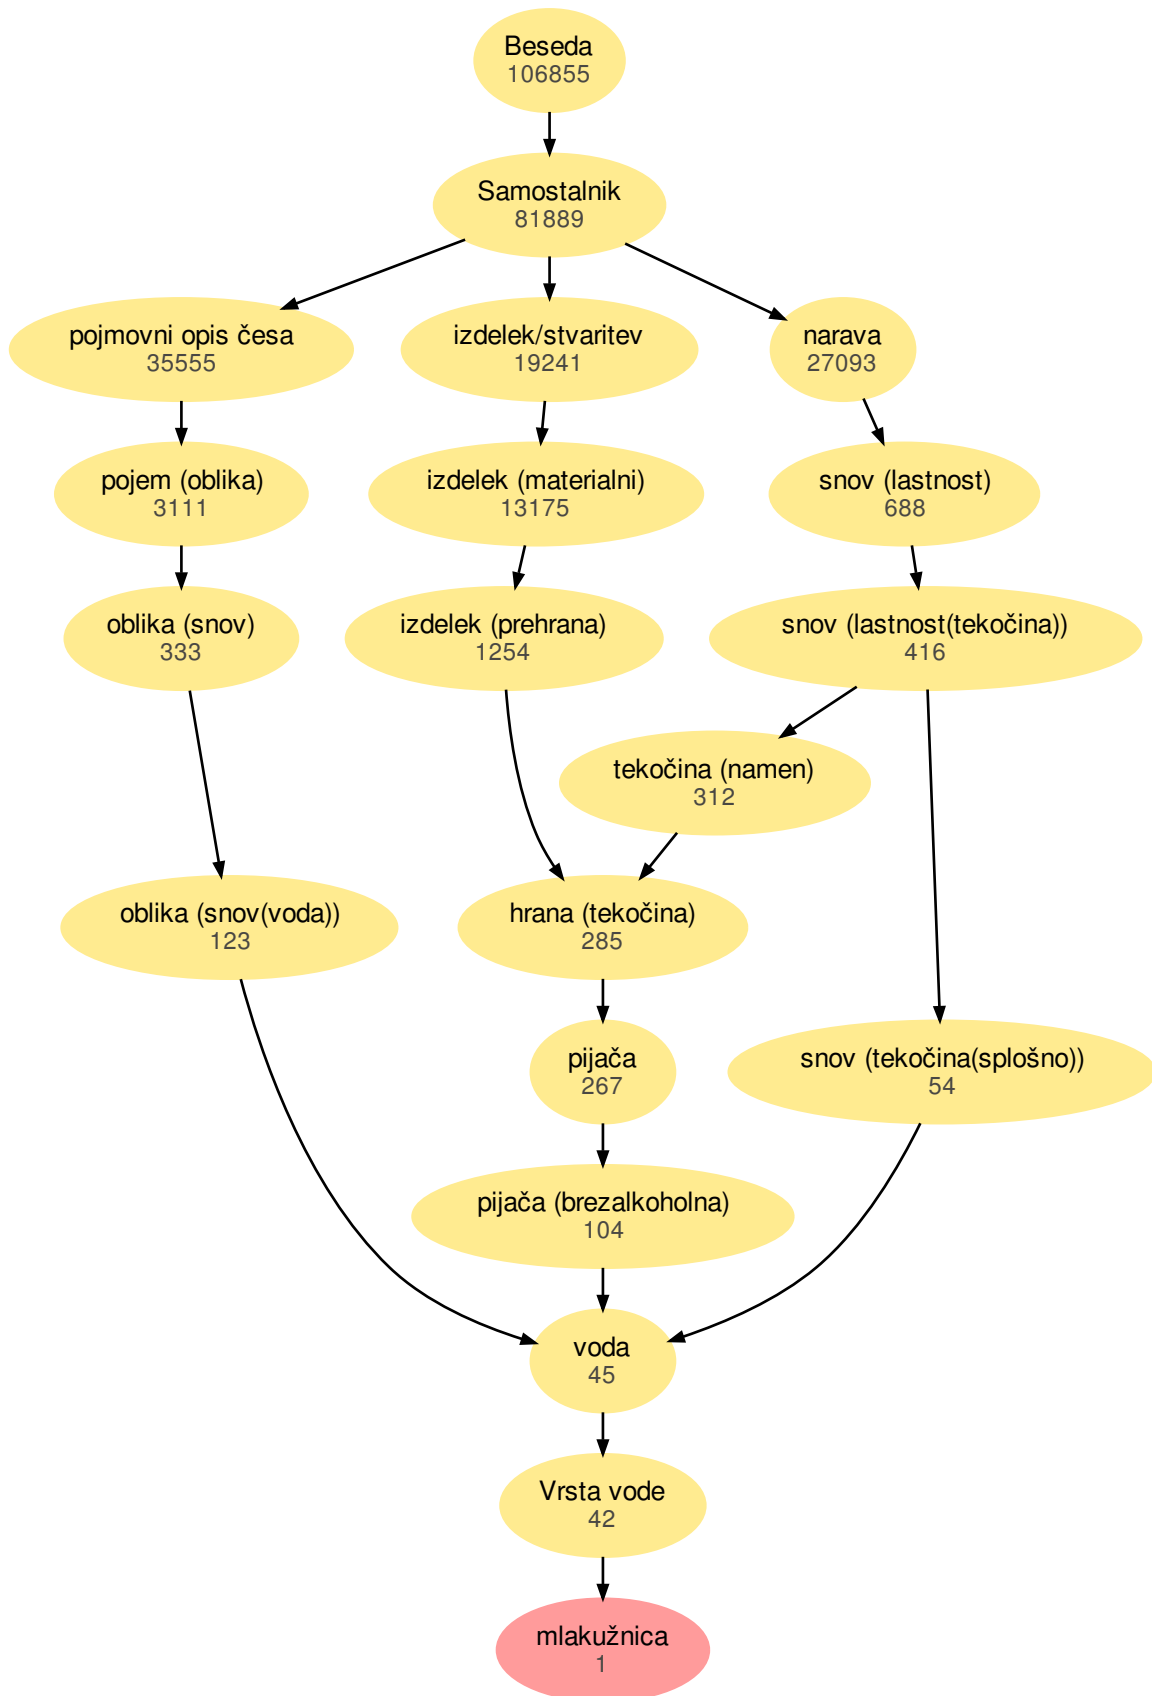 Beseda
106855
Samostalnik
81889
pojmovni opis česa
35555
izdelek/stvaritev
19241
narava
27093
pojem (oblika)
3111
izdelek (materialni)
13175
snov (lastnost)
688
oblika (snov)
333
izdelek (prehrana)
1254
snov (lastnost(tekočina))
416
tekočina (namen)
312
oblika (snov(voda))
123
hrana (tekočina)
285
pijača
267
snov (tekočina(splošno))
54
pijača (brezalkoholna)
104
voda
45
Vrsta vode
42
mlakužnica
1